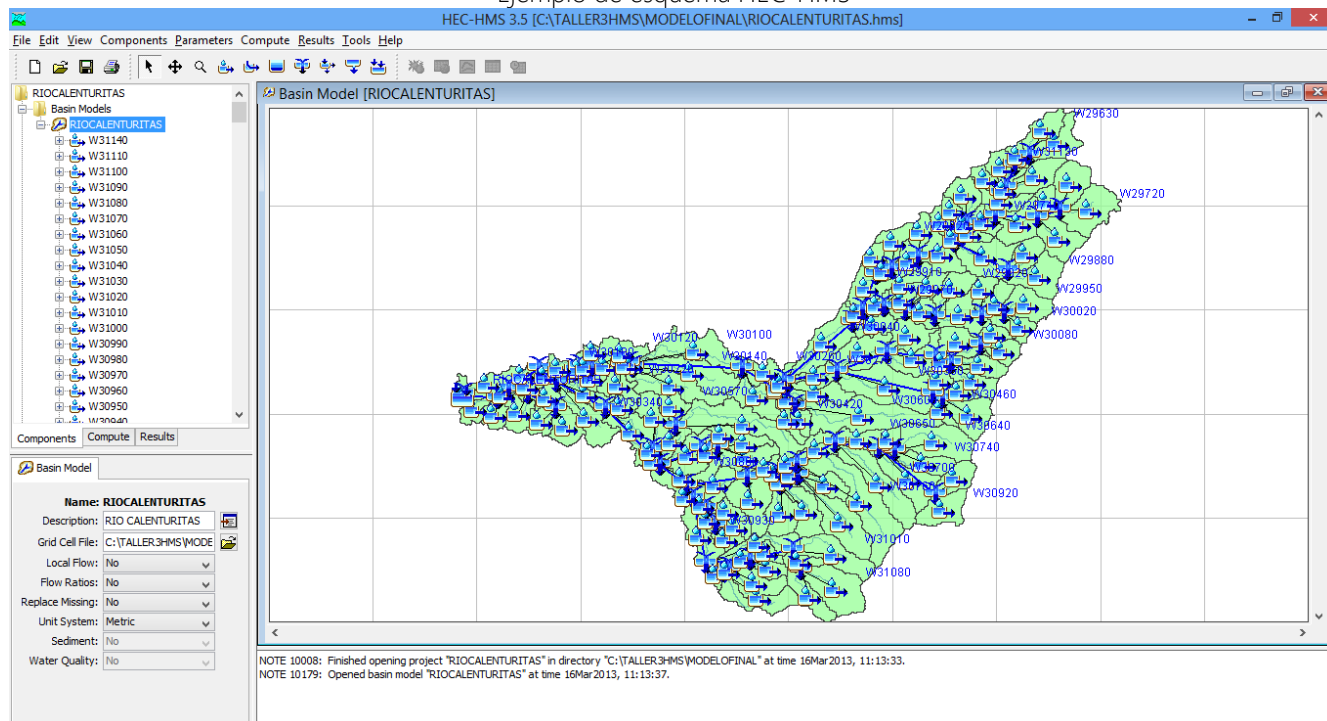 Ejemplo de esquema HEC-HMS
HEC-HMS 3.5 [C:\TALLER3HMS\MODELOFINAL\RIOCALENTURITAS.hms]
File Edit View Components Parameters Compute Results Tools Help
RIOCALENTURITAS
Basin Models
RIOCALENTURITAS
W31140
W31110
W31100
W31090
W31080
W31070
W31060
W31050
W31040
W31030
W31020
W31010
W31000
W30990
W30980
W30970
W30960
W30950
W30940
Components Compute Results
Basin Model
Name: RIOCALENTURITAS
Description: RIO CALENTURITAS
Grid Cell File: C:\TALLER3HMS\MODE
Local Flow: No
Flow Ratios: No
Replace Missing: No
Unit System: Metric
Sediment: No
Water Quality: No
Basin Model [RIOCALENTURITAS]
W29630
W31130
W29720
W29880
W29950
W30020
W30080
W30120
W30100
W30140
W30460
W30340
W30420
W30640
W30740
W30920
W30930
W31010
W31080
NOTE 10008: Finished opening project "RIOCALENTURITAS" in directory "C:\TALLER3HMS\MODELOFINAL" at time 16Mar2013, 11:13:33.
NOTE 10179: Opened basin model "RIOCALENTURITAS" at time 16Mar2013, 11:13:37.